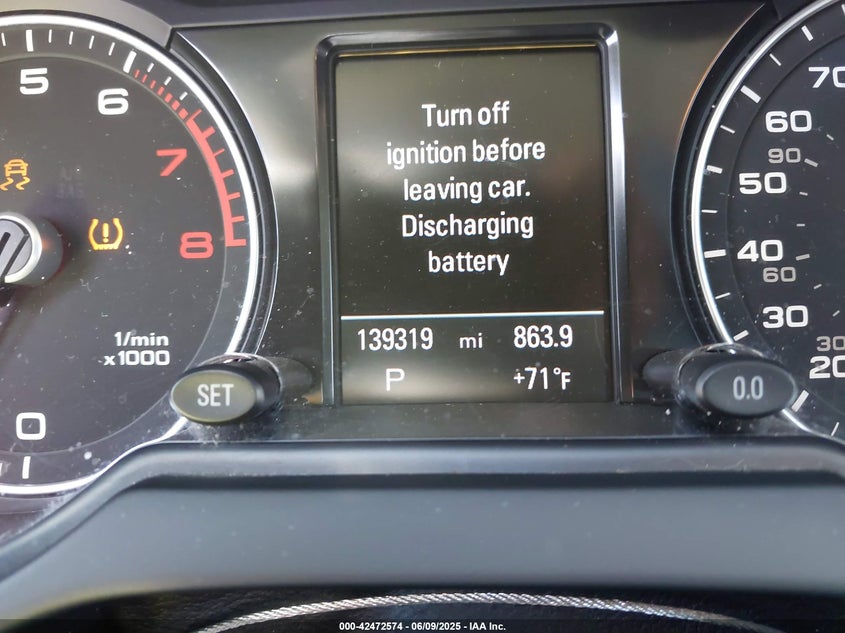 5
6
7
8
1/min
x1000
0
SET
Turn off
ignition before
leaving car.
Discharging
battery
139319 mi 863.9
P +71°F
70
60
90
50
40
60
30
30
20
0.0
000-42472574 | 06/09/2025 - IAA Inc.